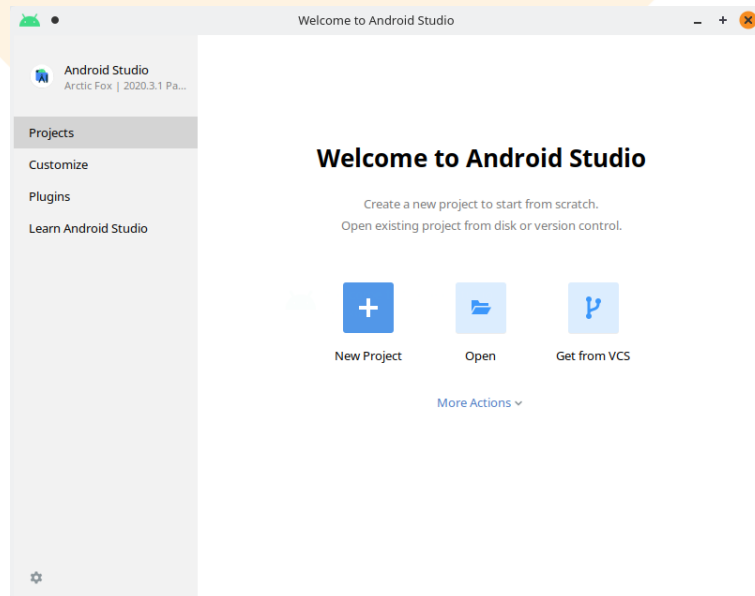 Welcome to Android Studio
Android Studio
Arctic Fox | 2020.3.1 Pa...
Projects
Customize
Plugins
Learn Android Studio
Welcome to Android Studio
Create a new project to start from scratch.
Open existing project from disk or version control.
New Project
Open
Get from VCS
More Actions